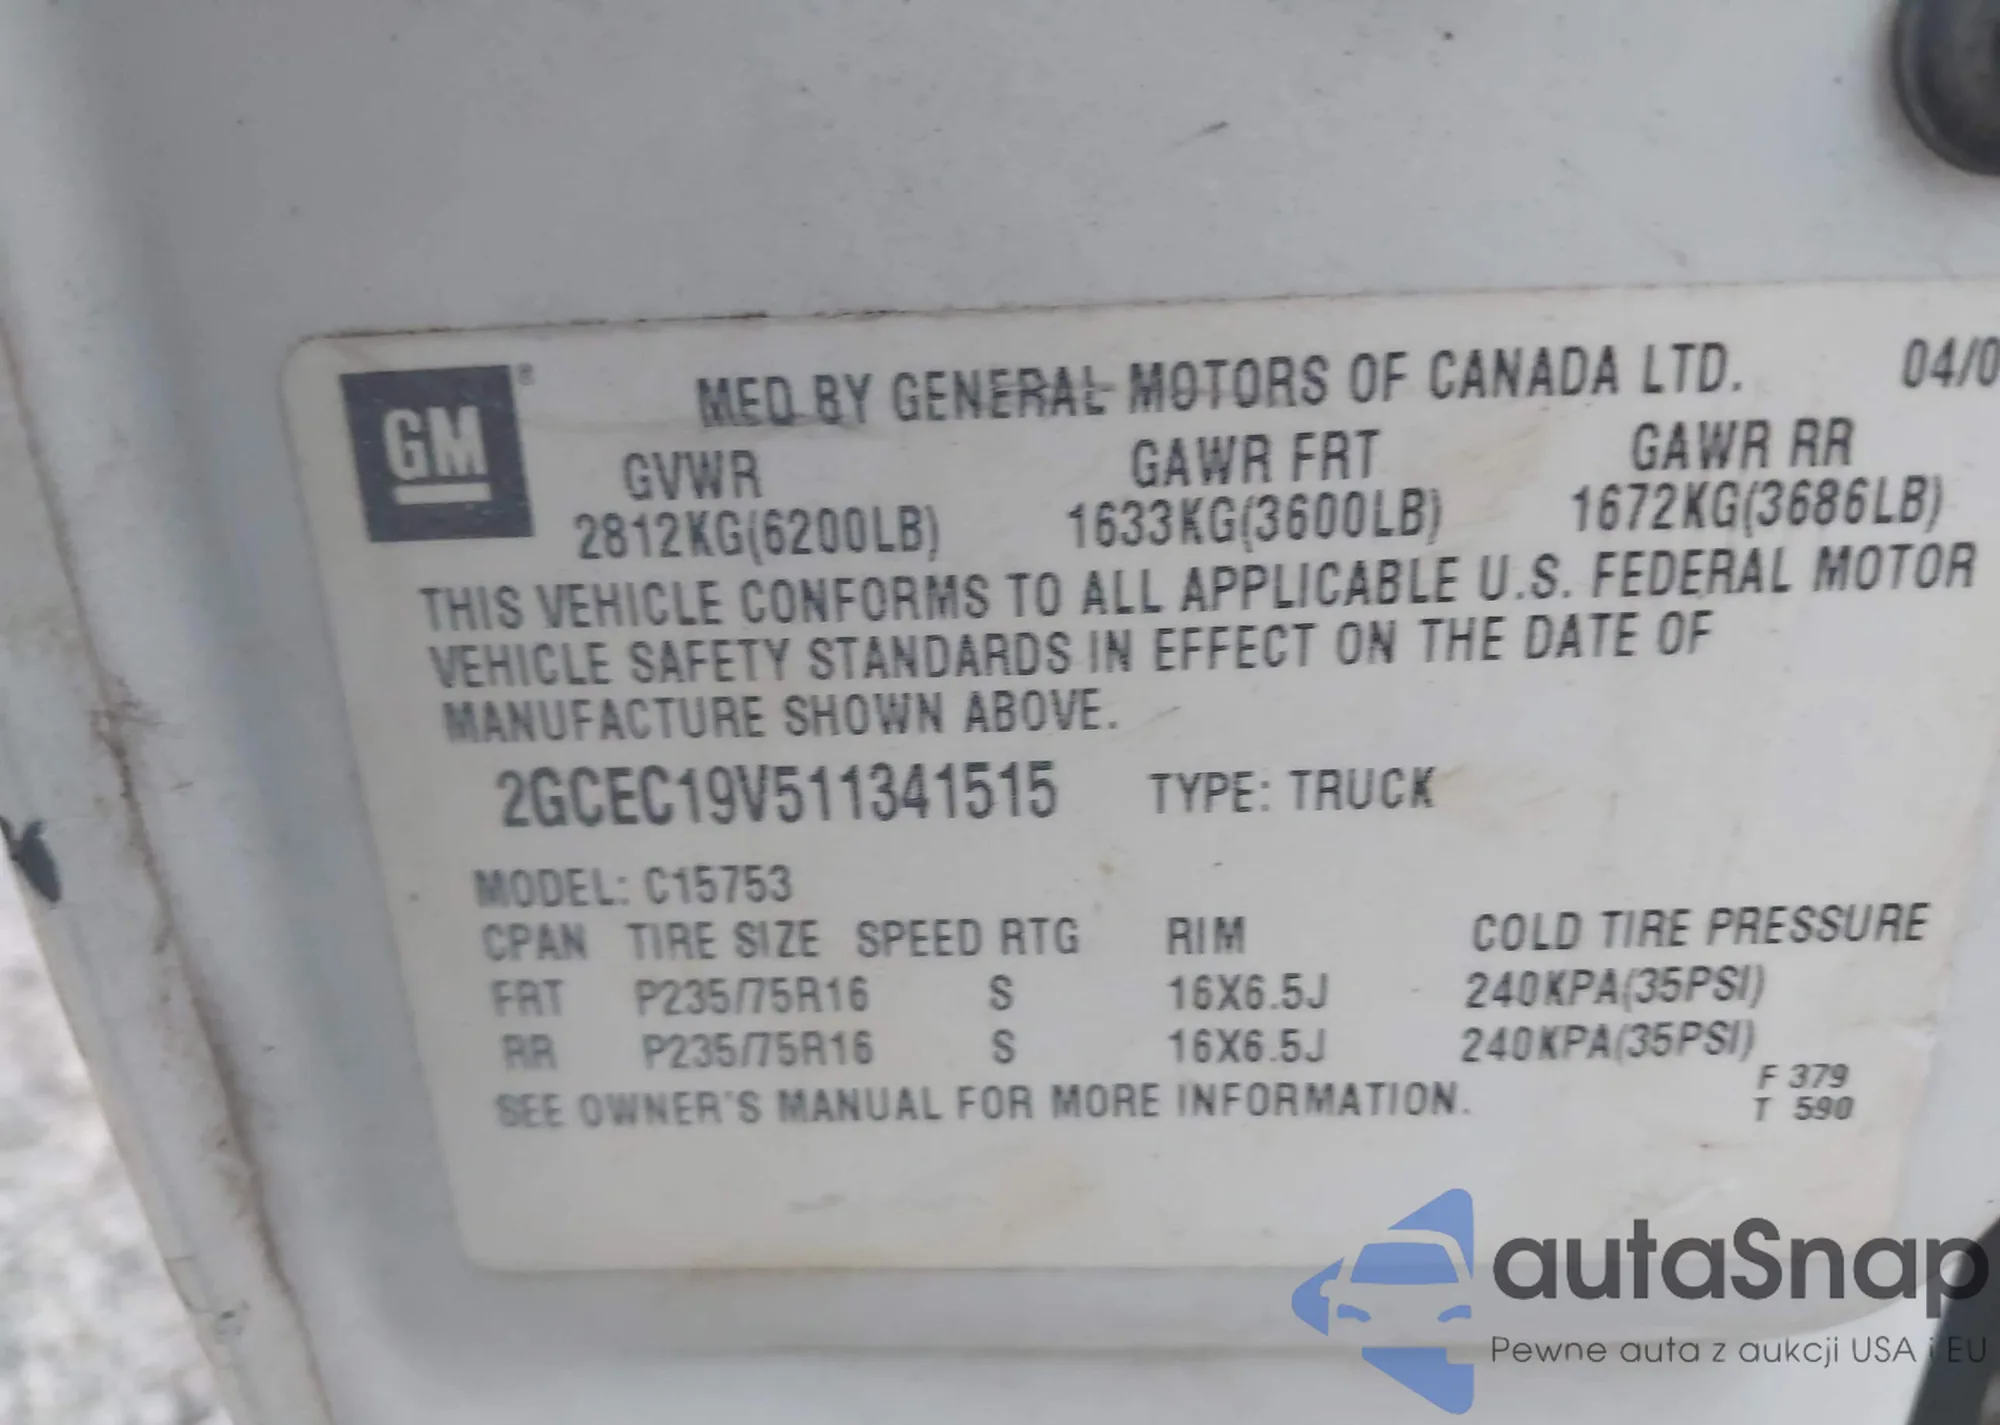 GM ®
MFD BY GENERAL MOTORS OF CANADA LTD. 04/0
GVWR GAWR FRT GAWR RR
2812KG(6200LB) 1633KG(3600LB) 1672KG(3686LB)
THIS VEHICLE CONFORMS TO ALL APPLICABLE U.S. FEDERAL MOTOR
VEHICLE SAFETY STANDARDS IN EFFECT ON THE DATE OF
MANUFACTURE SHOWN ABOVE.
2GCEC19V511341515 TYPE: TRUCK
MODEL: C15753
CPAN TIRE SIZE SPEED RTG RIM COLD TIRE PRESSURE
FRT P235/75R16 S 16X6.5J 240KPA(35PSI)
RR P235/75R16 S 16X6.5J 240KPA(35PSI)
SEE OWNER'S MANUAL FOR MORE INFORMATION.
F 379
T 590
autaSnap
Pewne auta z aukcji USA i EU